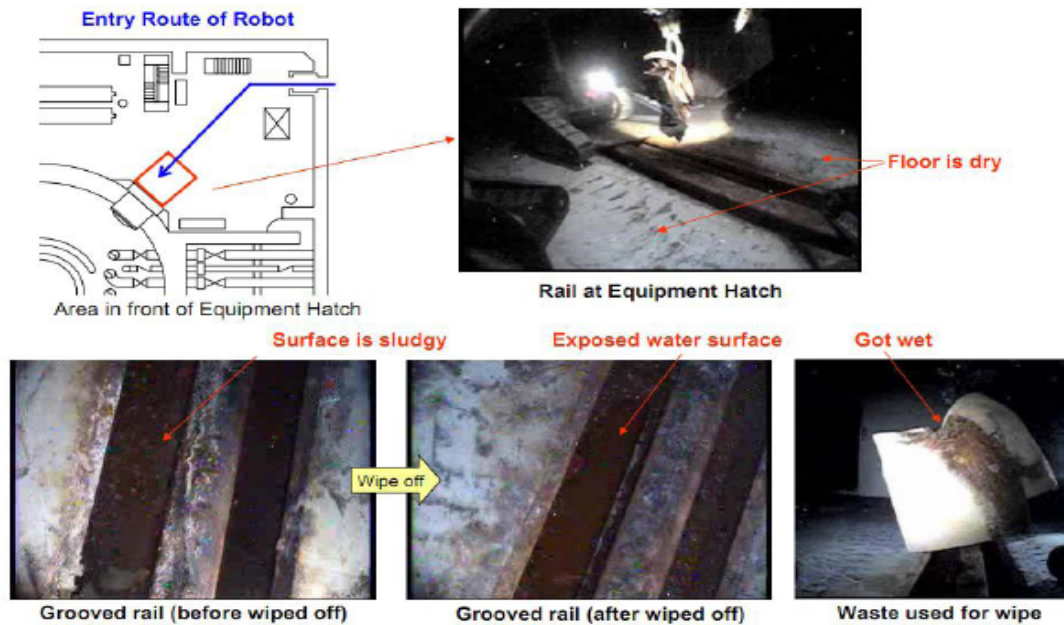 Entry Route of Robot
Floor is dry
Area in front of Equipment Hatch
Rail at Equipment Hatch
Surface is sludgy
Exposed water surface
Got wet
Wipe off
Grooved rail (before wiped off)
Grooved rail (after wiped off)
Waste used for wipe